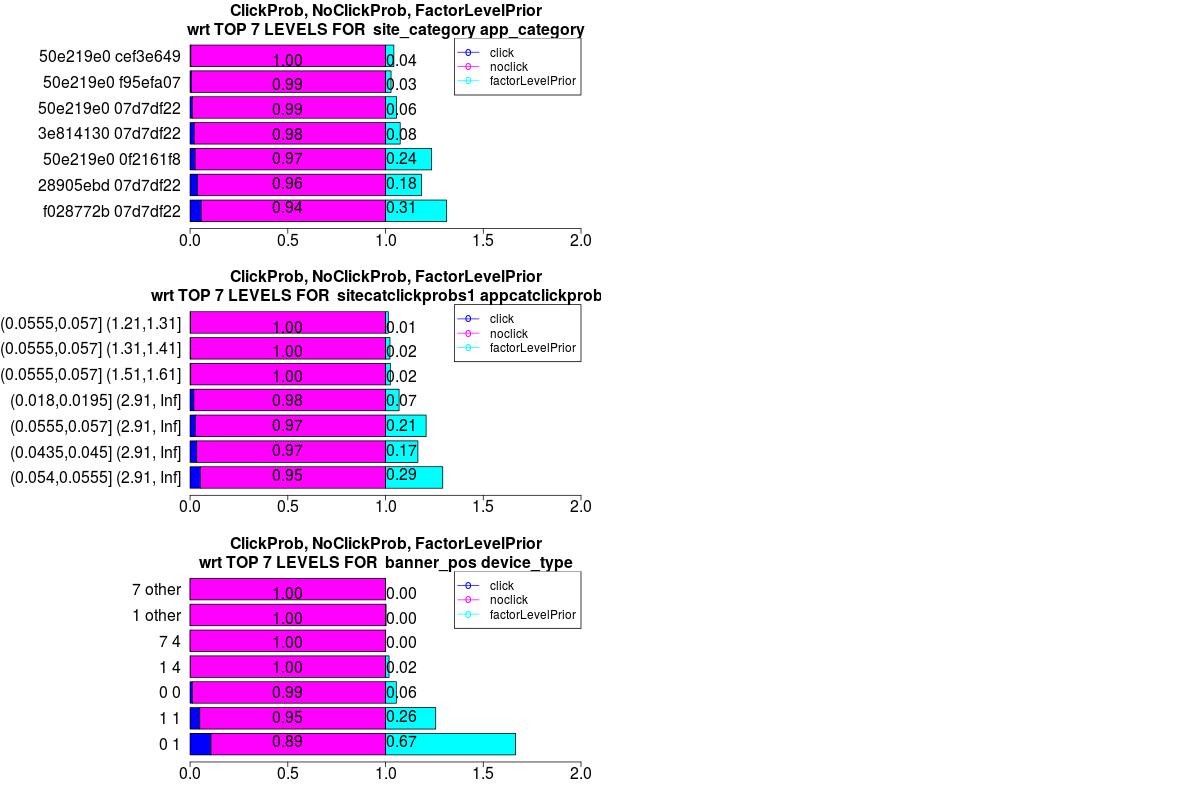 ClickProb, NoClickProb, FactorLevelPrior
wrt TOP 7 LEVELS FOR site_category app_category
click
noclick
factorLevelPrior
50e219e0 cef3e649 1.00 0.04
50e219e0 f95efa07 0.99 0.03
50e219e0 07d7df22 0.99 0.06
3e814130 07d7df22 0.98 0.08
50e219e0 0f2161f8 0.97 0.24
28905ebd 07d7df22 0.96 0.18
f028772b 07d7df22 0.94 0.31
0.0 0.5 1.0 1.5 2.0
ClickProb, NoClickProb, FactorLevelPrior
wrt TOP 7 LEVELS FOR sitecatclickprobs1 appcatclickprob
click
noclick
factorLevelPrior
(0.0555,0.057] (1.21,1.31] 1.00 0.01
(0.0555,0.057] (1.31,1.41] 1.00 0.02
(0.0555,0.057] (1.51,1.61] 1.00 0.02
(0.018,0.0195] (2.91, Inf] 0.98 0.07
(0.0555,0.057] (2.91, Inf] 0.97 0.21
(0.0435,0.045] (2.91, Inf] 0.97 0.17
(0.054,0.0555] (2.91, Inf] 0.95 0.29
0.0 0.5 1.0 1.5 2.0
ClickProb, NoClickProb, FactorLevelPrior
wrt TOP 7 LEVELS FOR banner_pos device_type
click
noclick
factorLevelPrior
7 other 1.00 0.00
1 other 1.00 0.00
7 4 1.00 0.00
1 4 1.00 0.02
0 0 0.99 0.06
1 1 0.95 0.26
0 1 0.89 0.67
0.0 0.5 1.0 1.5 2.0